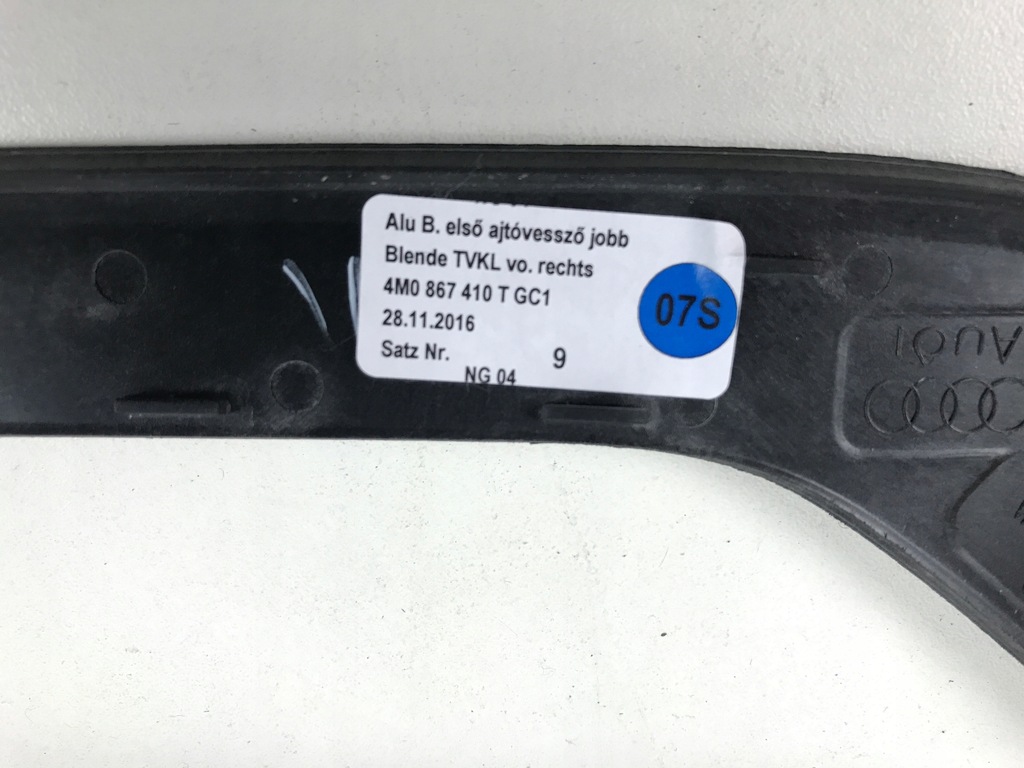 Alu B. első ajtóvessző jobb
Blende TVKL vo. rechts
4M0 867 410 T GC1
28.11.2016
Satz Nr. 9
NG 04
07S
AUDI